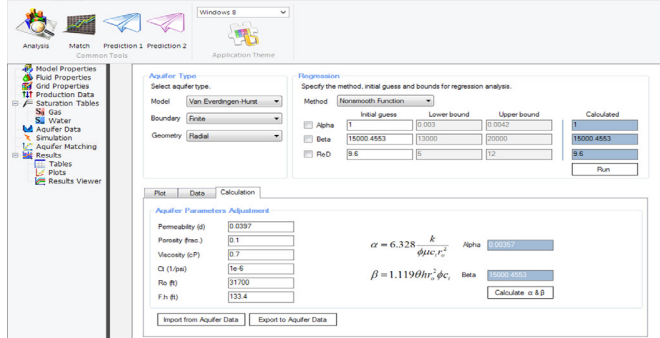 Windows 8
Analysis
Match
Prediction 1
Prediction 2
Common Tools
Application Theme
Model Properties
Fluid Properties
Grid Properties
Production Data
Saturation Tables
Gas
Water
Aquifer Data
Simulation
Aquifer Matching
Results
Tables
Plots
Results Viewer
Aquifer Type
Select aquifer type.
Model Van Everdingen-Hurst
Boundary Finite
Geometry Radial
Regression
Specify the method, initial guess and bounds for regression analysis.
Method Nonsmooth Function
Initial guess Lower bound Upper bound Calculated
Alpha 1 0.003 0.0042 1
Beta 15000.4553 13000 20000 15000.4553
ReD 9.6 5 12 9.6
Run
Plot Data Calculation
Aquifer Parameters Adjustment
Permeability (d) 0.0397
Porosity (frac.) 0.1
Viscosity (cP) 0.7
Ct (1/psi) 1e-6
Ro (ft) 31700
F.h (ft) 133.4
α = 6.328 k / ϕμc_t r_o^2 Alpha 0.00357
β = 1.119θhr_o^2ϕc_t Beta 15000.4553
Calculate α & β
Import from Aquifer Data Export to Aquifer Data